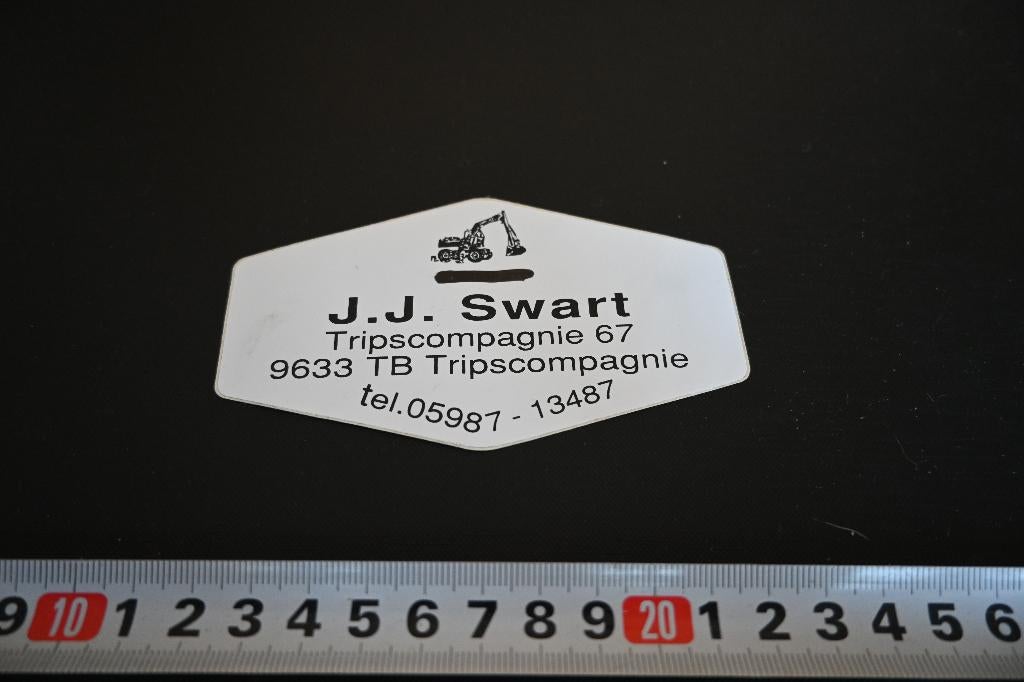 J.J. Swart
Tripscompagnie 67
9633 TB Tripscompagnie
tel.05987 - 13487
9 10 1 2 3 4 5 6 7 8 9 20 1 2 3 4 5 6